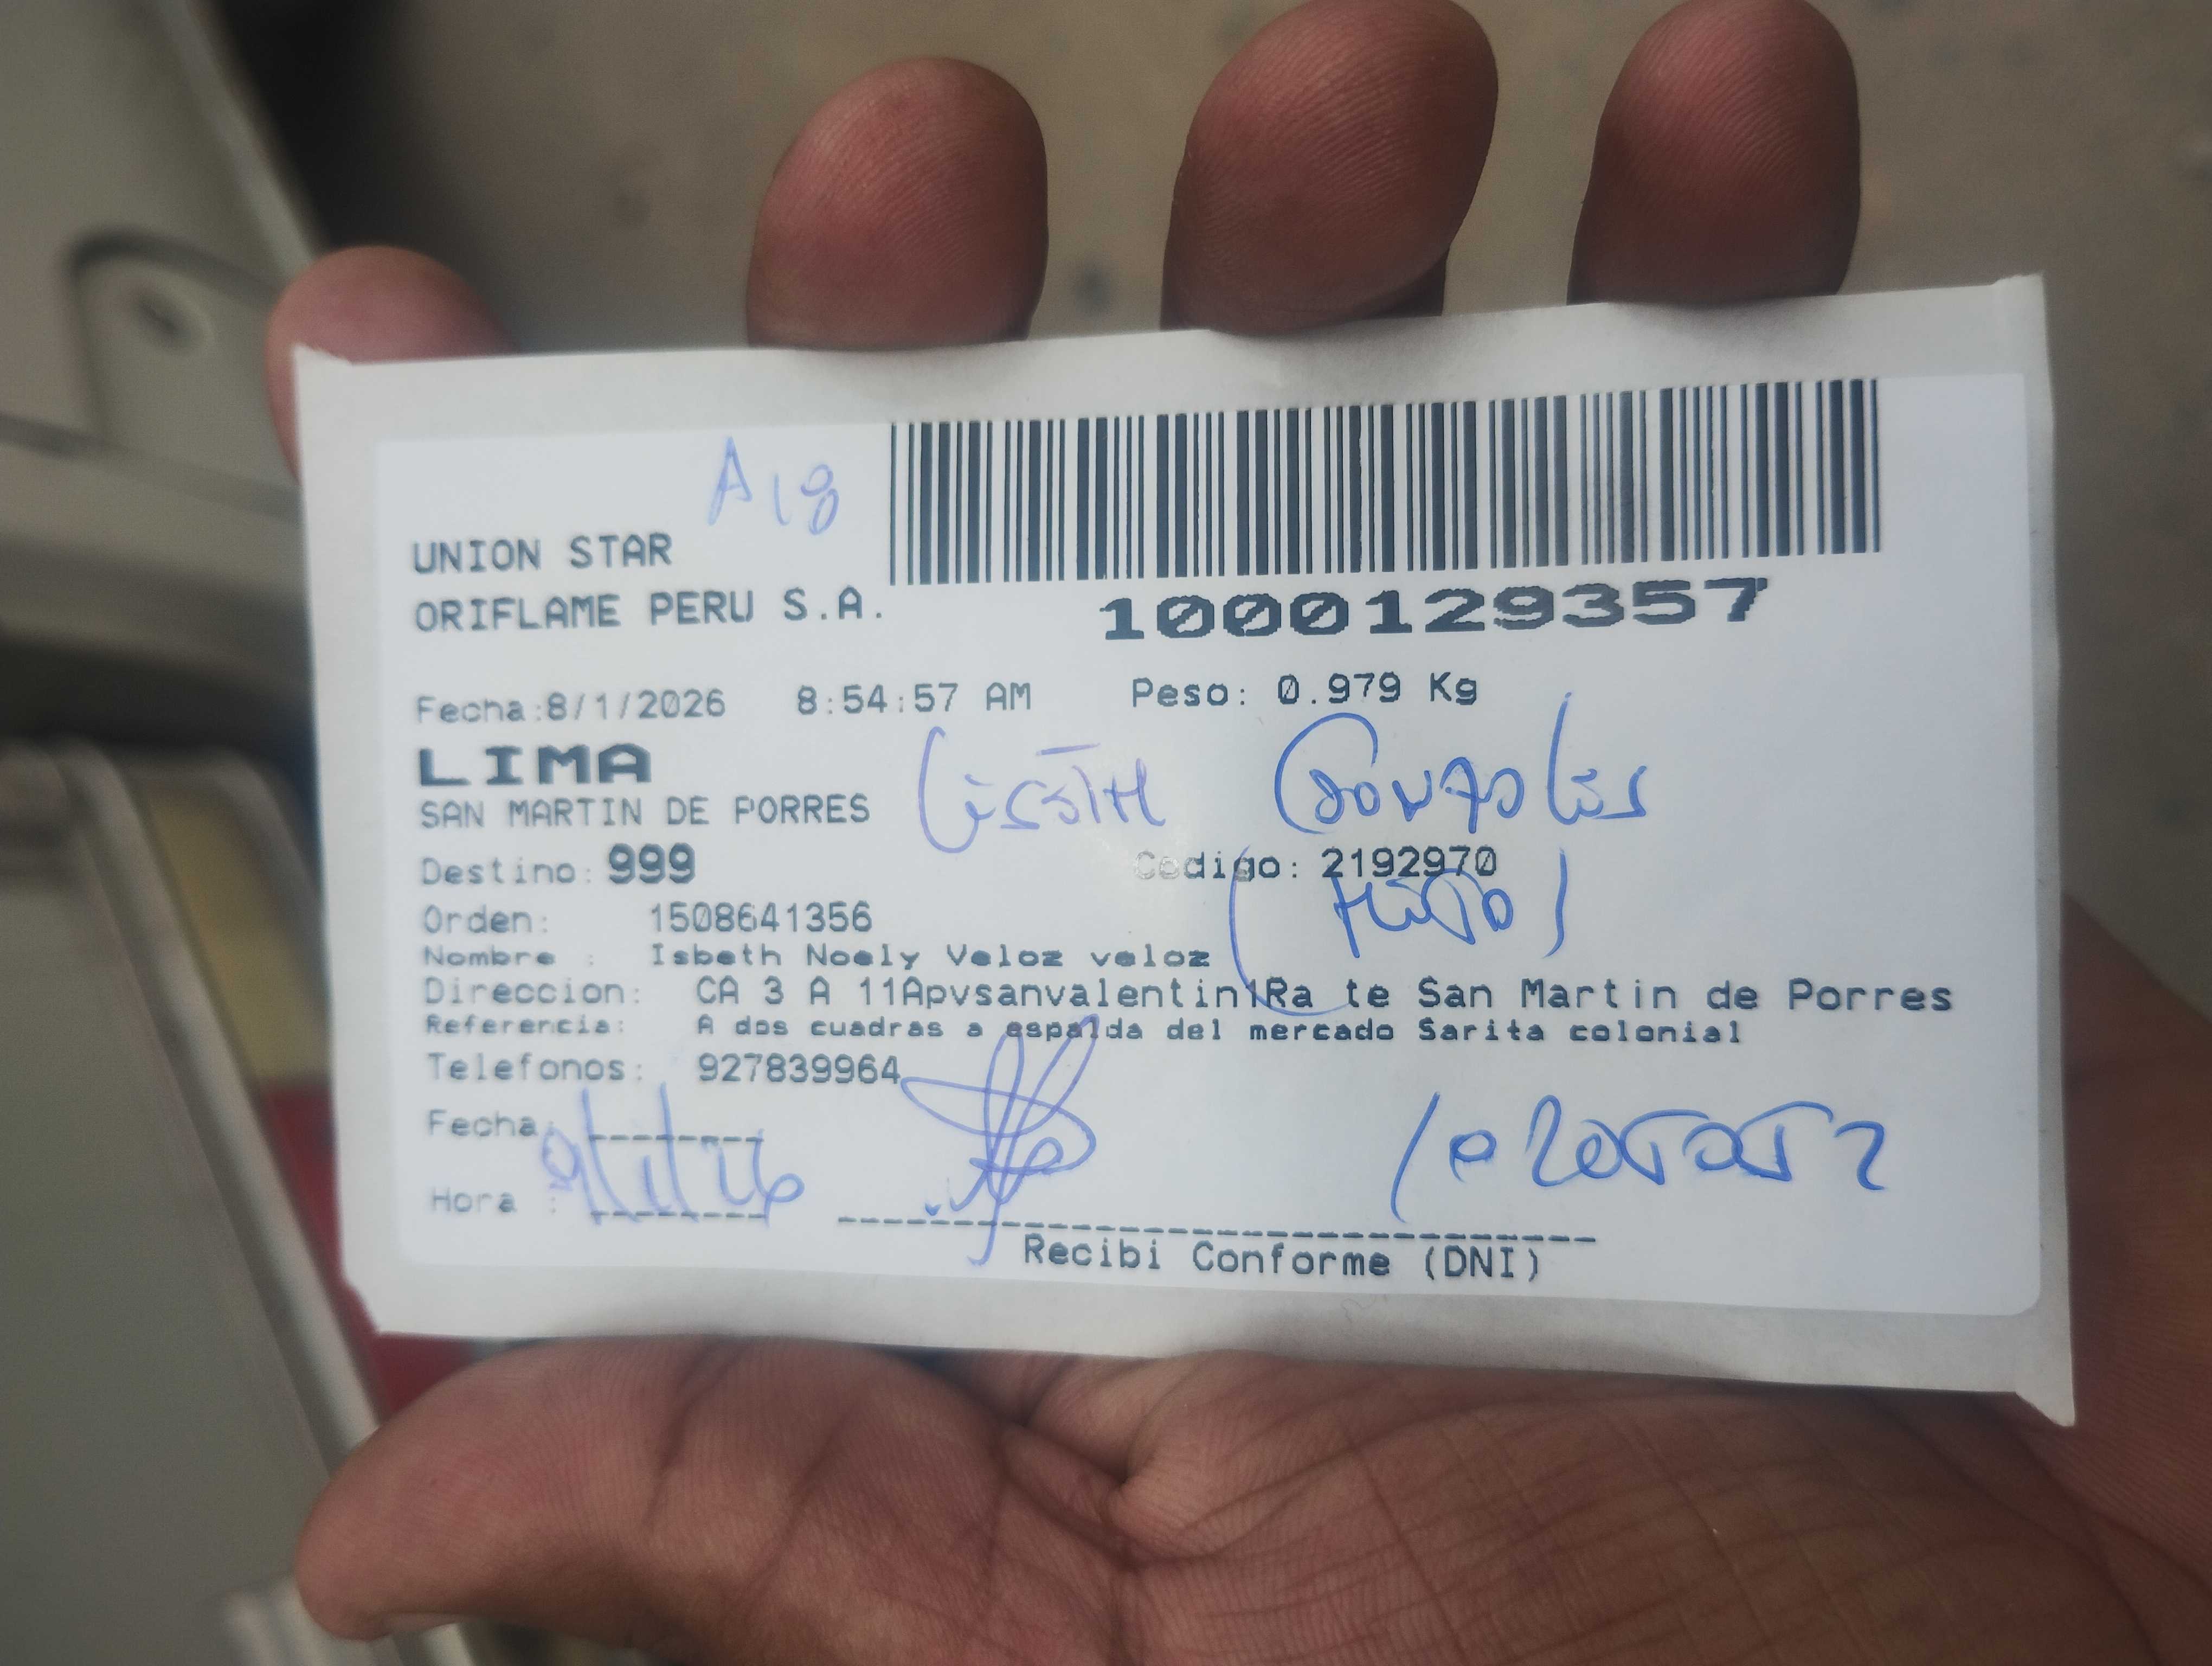 A18
UNION STAR
ORIFLAME PERU S.A.
1000129357
Fecha:8/1/2026 8:54:57 AM Peso: 0.979 Kg
LIMA
SAN MARTIN DE PORRES
Destino: 999 Codigo: 2192970
Orden: 1508641356
Nombre : Isbeth Noely Veloz veloz
Direccion: CA 3 A 11Apvsanvalentin1Ra te San Martin de Porres
Referencia: A dos cuadras a espalda del mercado Sarita colonial
Telefonos: 927839964
Fecha: 9/1/26
Hora :
Recibi Conforme (DNI)